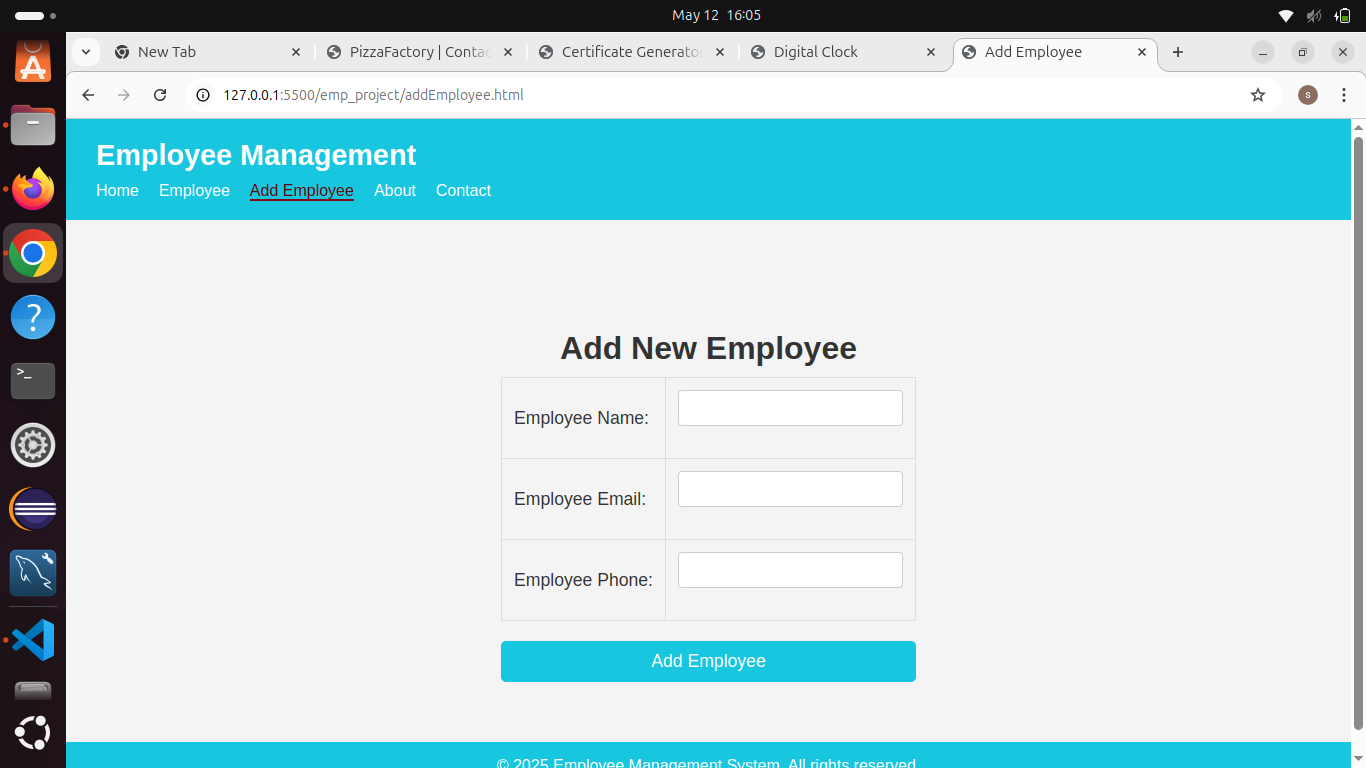 May 12 16:05
New Tab
PizzaFactory | Contac
Certificate Generator
Digital Clock
Add Employee
127.0.0.1:5500/emp_project/addEmployee.html
S
Employee Management
Home Employee Add Employee About Contact
Add New Employee
Employee Name:
Employee Email:
Employee Phone:
Add Employee
© 2025 Employee Management System. All rights reserved